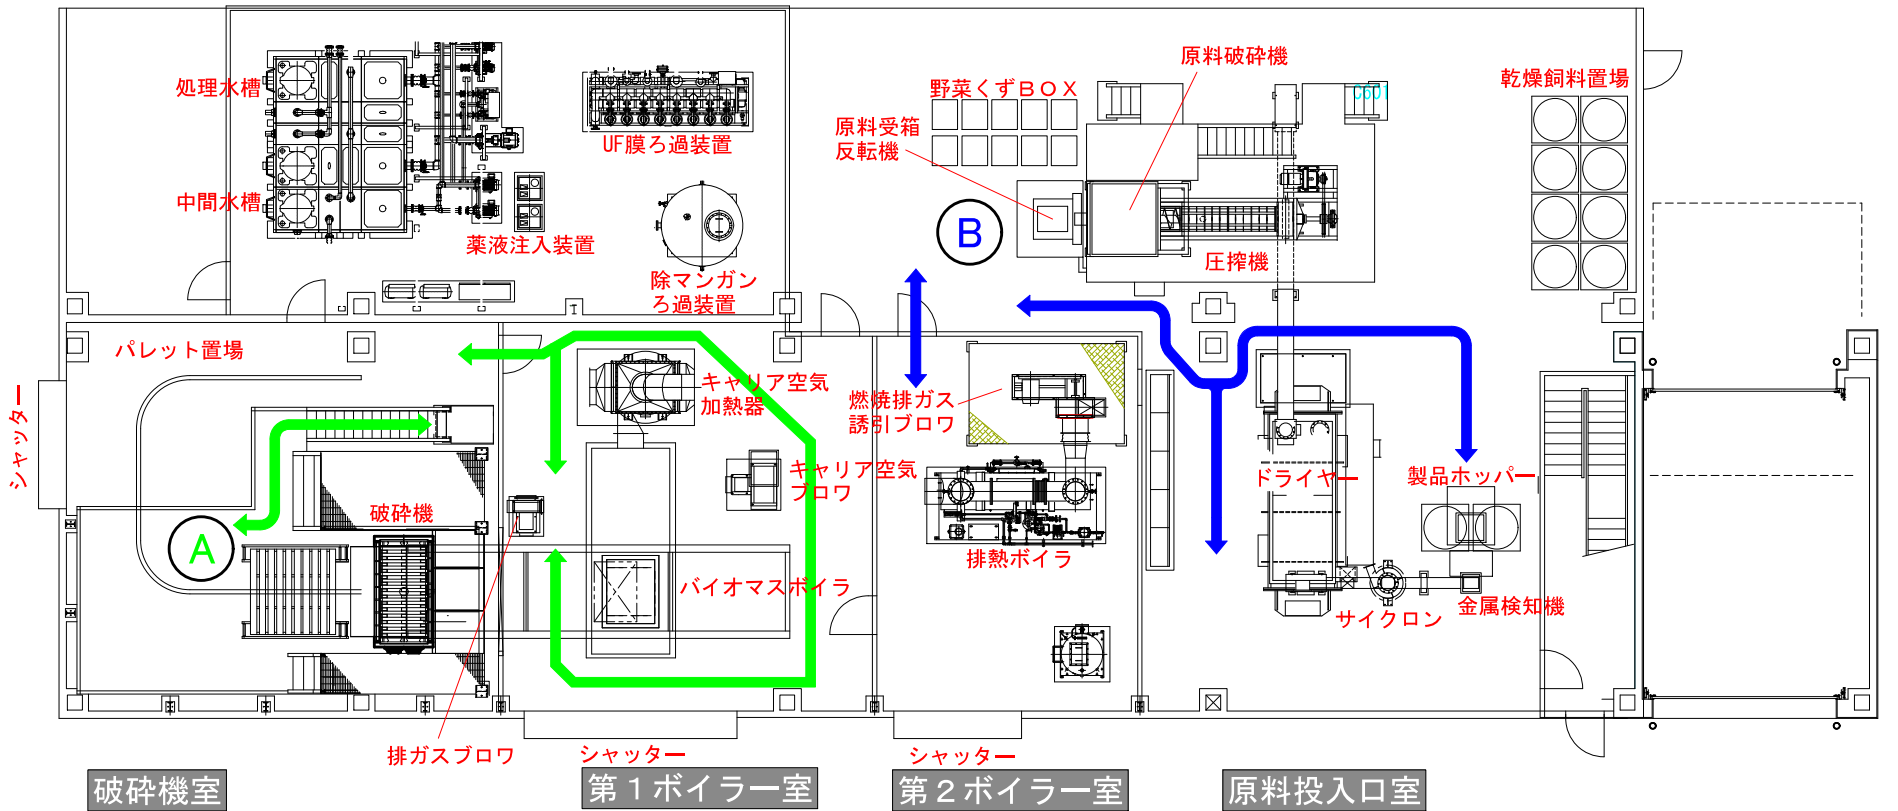 処理水槽
中間水槽
薬液注入装置
UF膜ろ過装置
除マンガン
ろ過装置
野菜くずBOX
原料受箱
反転機
原料破砕機
C601
乾燥飼料置場
圧搾機
B
パレット置場
シャッター
破砕機
A
キャリア空気
加熱器
キャリア空気
ブロワ
バイオマスボイラ
排ガスブロワ
シャッター
燃焼排ガス
誘引ブロワ
排熱ボイラ
シャッター
ドライヤー
製品ホッパー
サイクロン
金属検知機
破砕機室
第1ボイラー室
第2ボイラー室
原料投入口室